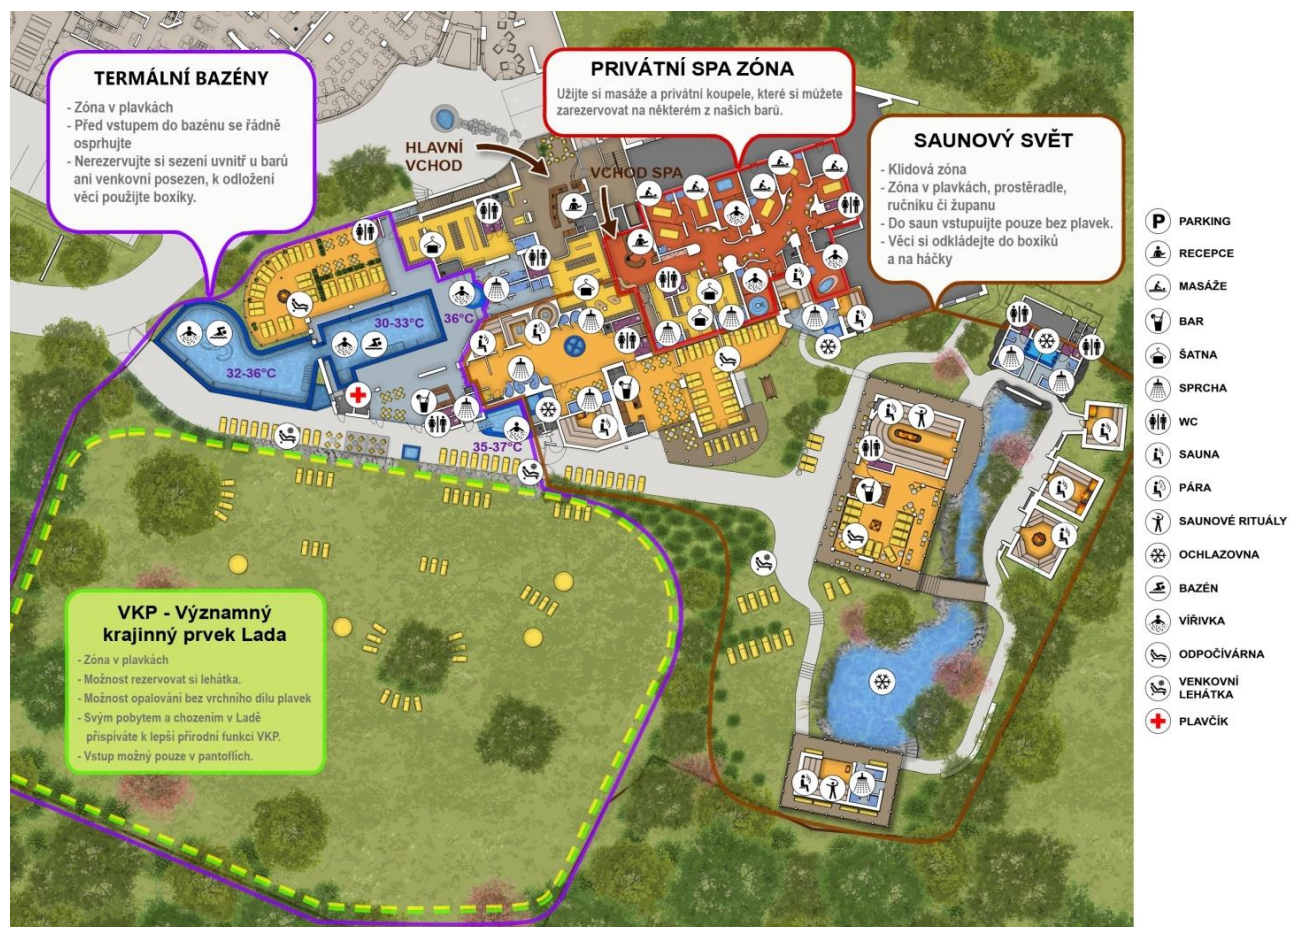 TERMÁLNÍ BAZÉNY
- Zóna v plavkách
- Před vstupem do bazénu se řádně
osprhujte
- Nerezervujte si sezení uvnitř u barů
ani venkovní posezen, k odložení
věcí použijte boxíky.
PRIVÁTNÍ SPA ZÓNA
Užijte si masáže a privátní koupele, které si můžete
zarezervovat na některém z našich barů.
SAUNOVÝ SVĚT
- Klidová zóna
- Zóna v plavkách, prostěradle,
ručníku či županu
- Do saun vstupujte pouze bez plavek.
- Věci si odkládejte do boxíků
a na háčky
HLAVNÍ
VCHOD
VCHOD SPA
36°C
30-33°C
32-36°C
35-37°C
VKP - Významný
krajinný prvek Lada
- Zóna v plavkách
- Možnost rezervovat si lehátka.
- Možnost opalování bez vrchního dílu plavek
- Svým pobytem a chozením v Ladě
přispíváte k lepší přírodní funkci VKP.
- Vstup možný pouze v pantoflích.
P PARKING
RECEPCE
MASÁŽE
BAR
ŠATNA
SPRCHA
WC
SAUNA
PÁRA
SAUNOVÉ RITUÁLY
OCHLAZOVNA
BAZÉN
VÍŘIVKA
ODPOČÍVÁRNA
VENKOVNÍ
LEHÁTKA
PLAVČÍK